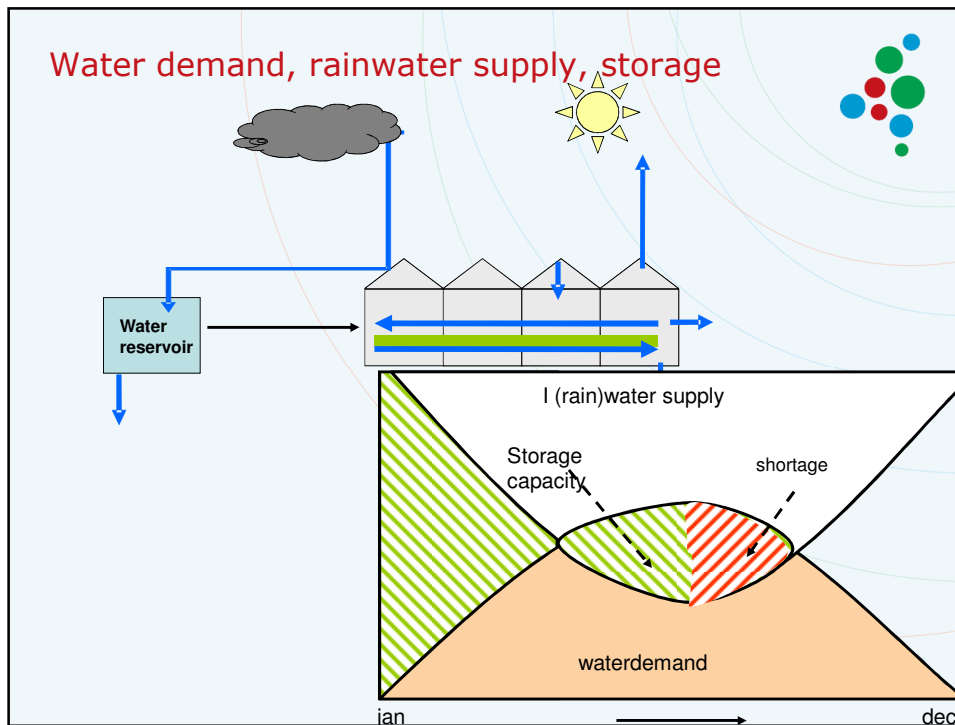 Water demand, rainwater supply, storage
Water
reservoir
I (rain)water supply
Storage
capacity
shortage
waterdemand
jan
dec